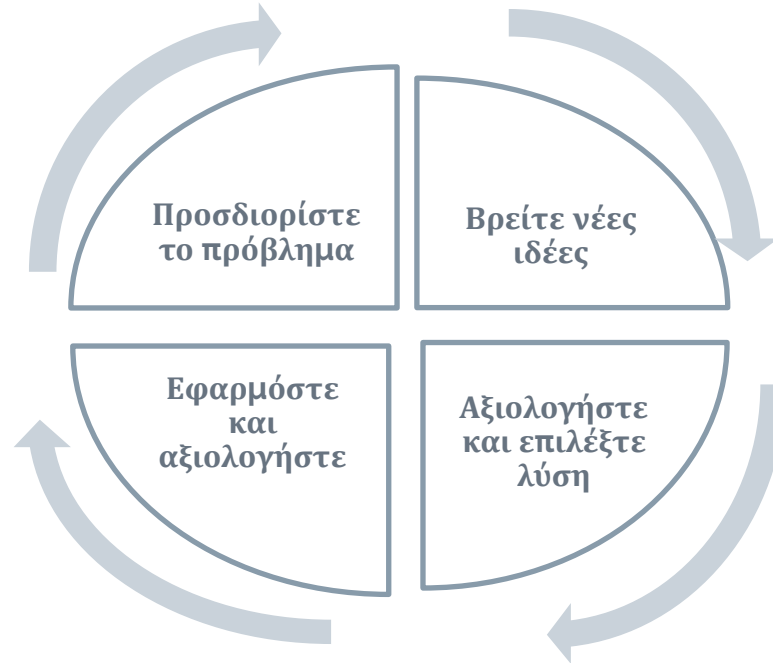 Προσδιορίστε
το πρόβλημα
Βρείτε νέες
ιδέες
Αξιολογήστε
και επιλέξτε
λύση
Εφαρμόστε
και
αξιολογήστε